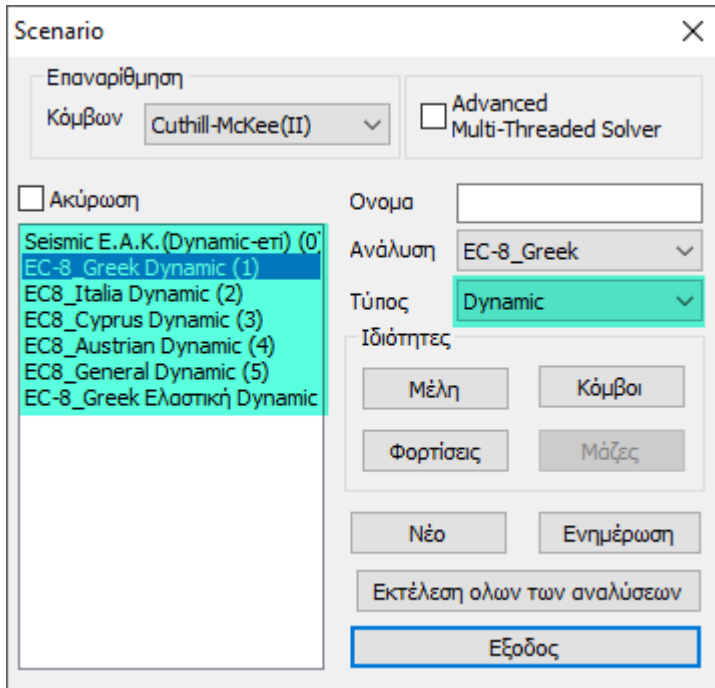 Scenario
Επαναρίθμηση
Κόμβων
Cuthill-McKee(II)
Advanced
Multi-Threaded Solver
Ακύρωση
Seismic E.A.K.(Dynamic-ετί) (0)
EC-8_Greek Dynamic (1)
EC8_Italia Dynamic (2)
EC8_Cyprus Dynamic (3)
EC8_Austrian Dynamic (4)
EC8_General Dynamic (5)
EC-8_Greek Ελαστική Dynamic
Ονομα
Ανάλυση
EC-8_Greek
Τύπος
Dynamic
Ιδιότητες
Μέλη
Κόμβοι
Φορτίσεις
Μάζες
Νέο
Ενημέρωση
Εκτέλεση ολων των αναλύσεων
Εξοδος